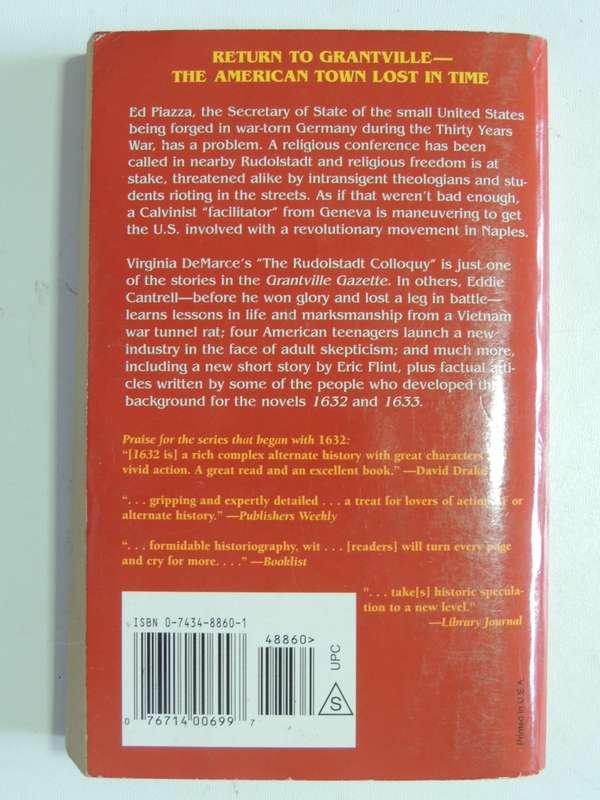 RETURN TO GRANTVILLE—
THE AMERICAN TOWN LOST IN TIME
Ed Piazza, the Secretary of State of the small United States
being forged in war-torn Germany during the Thirty Years
War, has a problem. A religious conference has been
called in nearby Rudolstadt and religious freedom is at
stake, threatened alike by intransigent theologians and stu-
dents rioting in the streets. As if that weren't bad enough,
a Calvinist "facilitator" from Geneva is maneuvering to get
the U.S. involved with a revolutionary movement in Naples.
Virginia DeMarce's "The Rudolstadt Colloquy" is just one
of the stories in the Grantville Gazette. In others, Eddie
Cantrell—before he won glory and lost a leg in battle—
learns lessons in life and marksmanship from a Vietnam
war tunnel rat; four American teenagers launch a new
industry in the face of adult skepticism; and much more,
including a new short story by Eric Flint, plus factual arti-
cles written by some of the people who developed the
background for the novels 1632 and 1633.
Praise for the series that began with 1632:
"[1632 is] a rich complex alternate history with great characters and
vivid action. A great read and an excellent book." —David Drake
". . . gripping and expertly detailed . . . a treat for lovers of action SF or
alternate history." —Publishers Weekly
". . . formidable historiography, wit . . . [readers] will turn every page
and cry for more. . . ." —Booklist
". . . take[s] historic specula-
tion to a new level."
—Library Journal
ISBN 0-7434-8860-1
48860>
UPC
S
0 76714 00699 7
Printed in U.S.A.